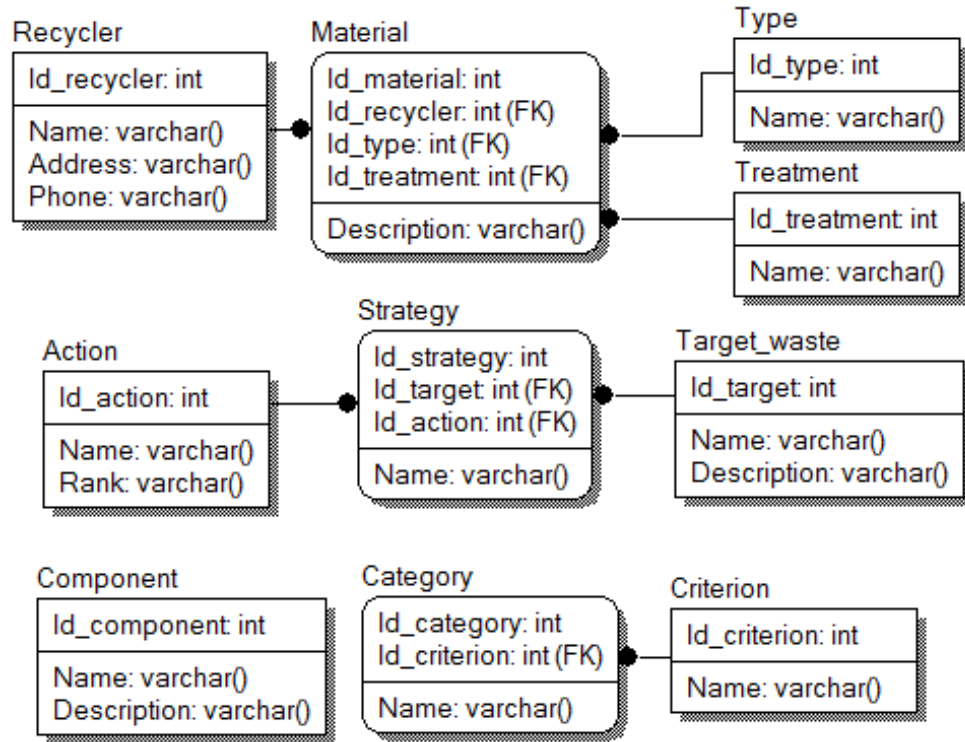 Recycler
Id_recycler: int
Name: varchar()
Address: varchar()
Phone: varchar()
Material
Id_material: int
Id_recycler: int (FK)
Id_type: int (FK)
Id_treatment: int (FK)
Description: varchar()
Type
Id_type: int
Name: varchar()
Treatment
Id_treatment: int
Name: varchar()
Action
Id_action: int
Name: varchar()
Rank: varchar()
Strategy
Id_strategy: int
Id_target: int (FK)
Id_action: int (FK)
Name: varchar()
Target_waste
Id_target: int
Name: varchar()
Description: varchar()
Component
Id_component: int
Name: varchar()
Description: varchar()
Category
Id_category: int
Id_criterion: int (FK)
Name: varchar()
Criterion
Id_criterion: int
Name: varchar()